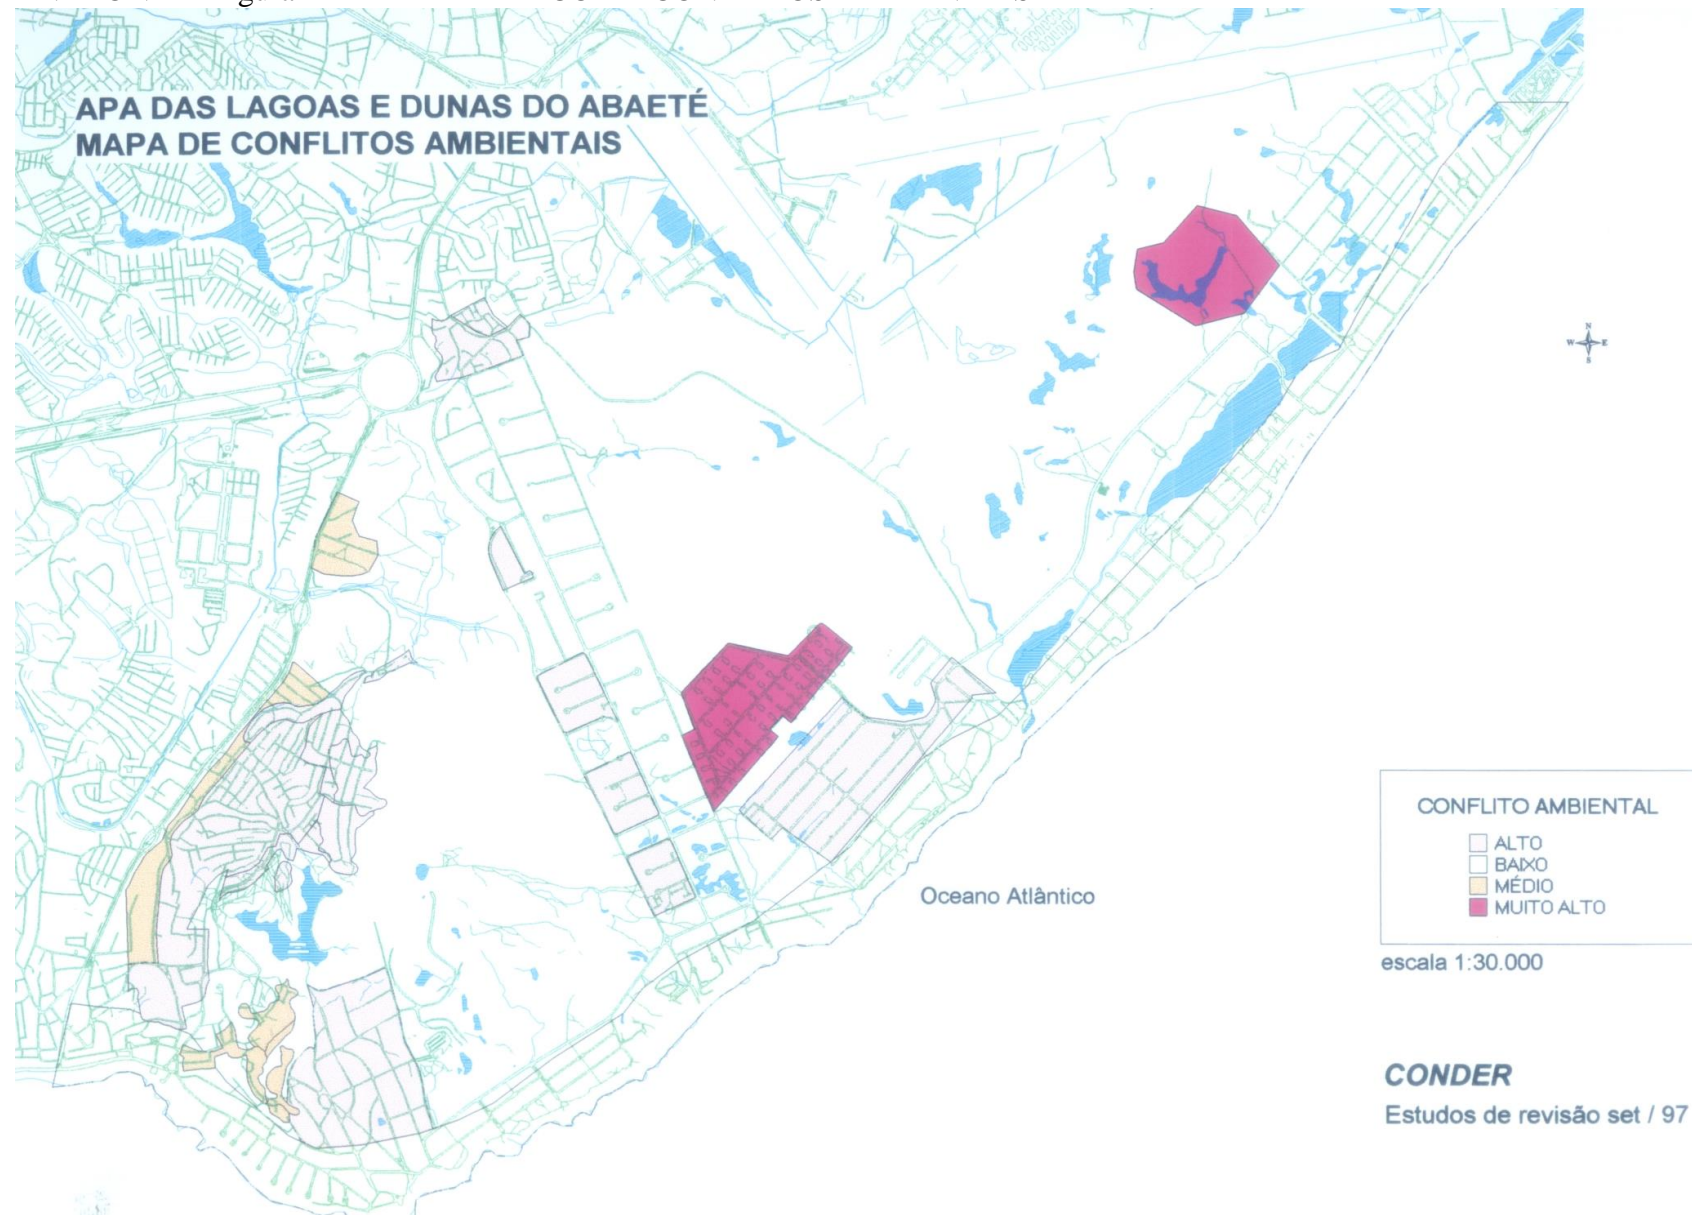 APA DAS LAGOAS E DUNAS DO ABAETÉ
MAPA DE CONFLITOS AMBIENTAIS
N
W E
S
Oceano Atlântico
CONFLITO AMBIENTAL
ALTO
BAIXO
MÉDIO
MUITO ALTO
escala 1:30.000
CONDER
Estudos de revisão set / 97